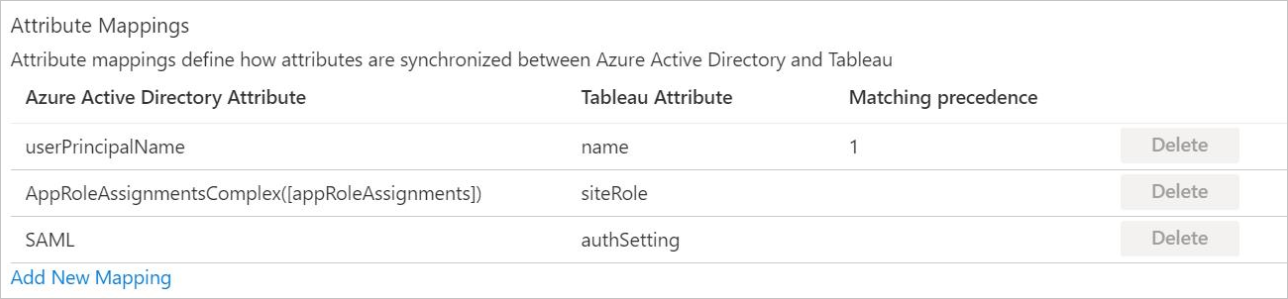 Attribute Mappings
Attribute mappings define how attributes are synchronized between Azure Active Directory and Tableau
Azure Active Directory Attribute Tableau Attribute Matching precedence
userPrincipalName name 1 Delete
AppRoleAssignmentsComplex([appRoleAssignments]) siteRole Delete
SAML authSetting Delete
Add New Mapping